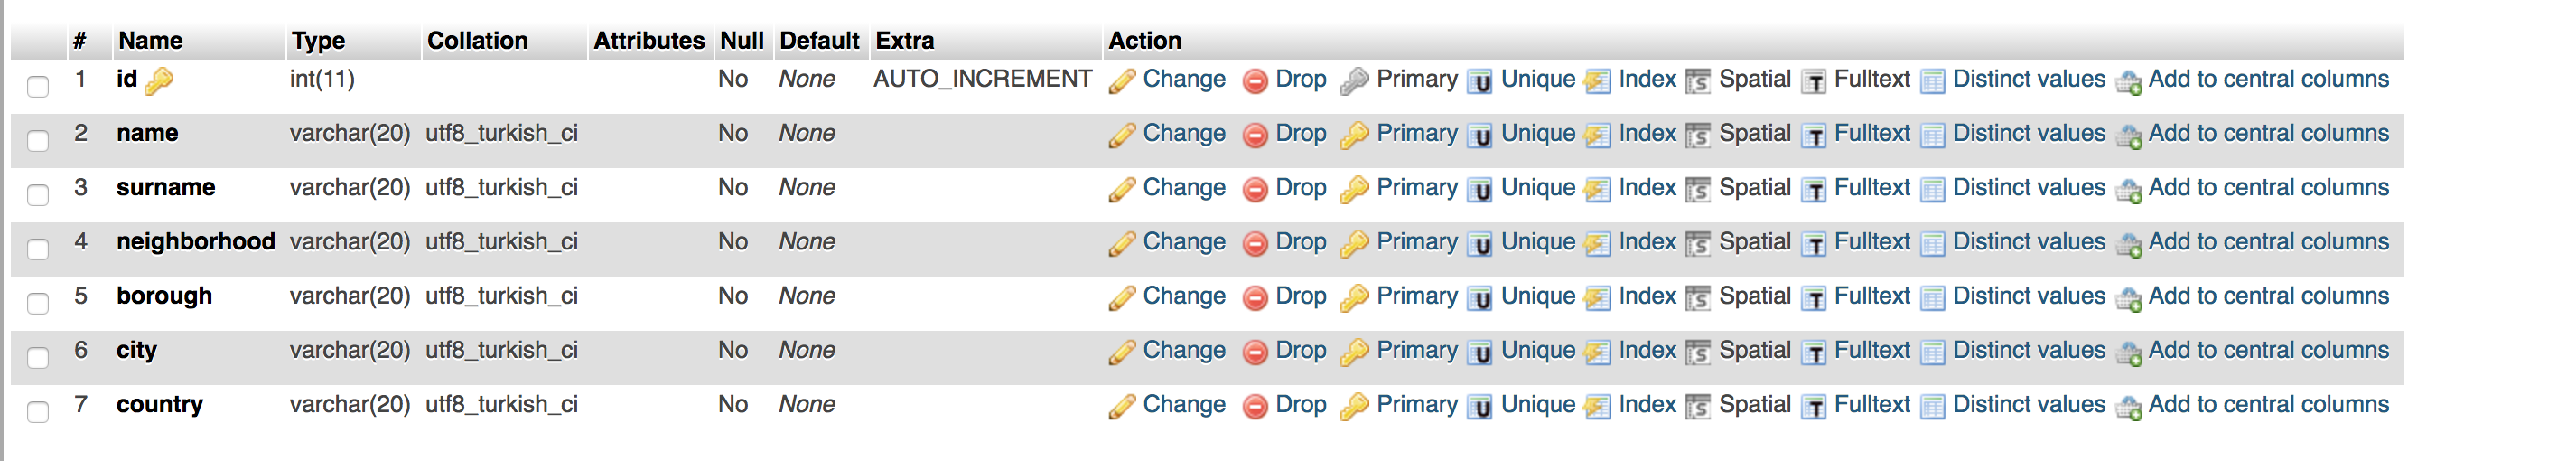 # Name Type Collation Attributes Null Default Extra Action
1 id int(11) No None AUTO_INCREMENT Change Drop Primary Unique Index Spatial Fulltext Distinct values Add to central columns
2 name varchar(20) utf8_turkish_ci No None Change Drop Primary Unique Index Spatial Fulltext Distinct values Add to central columns
3 surname varchar(20) utf8_turkish_ci No None Change Drop Primary Unique Index Spatial Fulltext Distinct values Add to central columns
4 neighborhood varchar(20) utf8_turkish_ci No None Change Drop Primary Unique Index Spatial Fulltext Distinct values Add to central columns
5 borough varchar(20) utf8_turkish_ci No None Change Drop Primary Unique Index Spatial Fulltext Distinct values Add to central columns
6 city varchar(20) utf8_turkish_ci No None Change Drop Primary Unique Index Spatial Fulltext Distinct values Add to central columns
7 country varchar(20) utf8_turkish_ci No None Change Drop Primary Unique Index Spatial Fulltext Distinct values Add to central columns